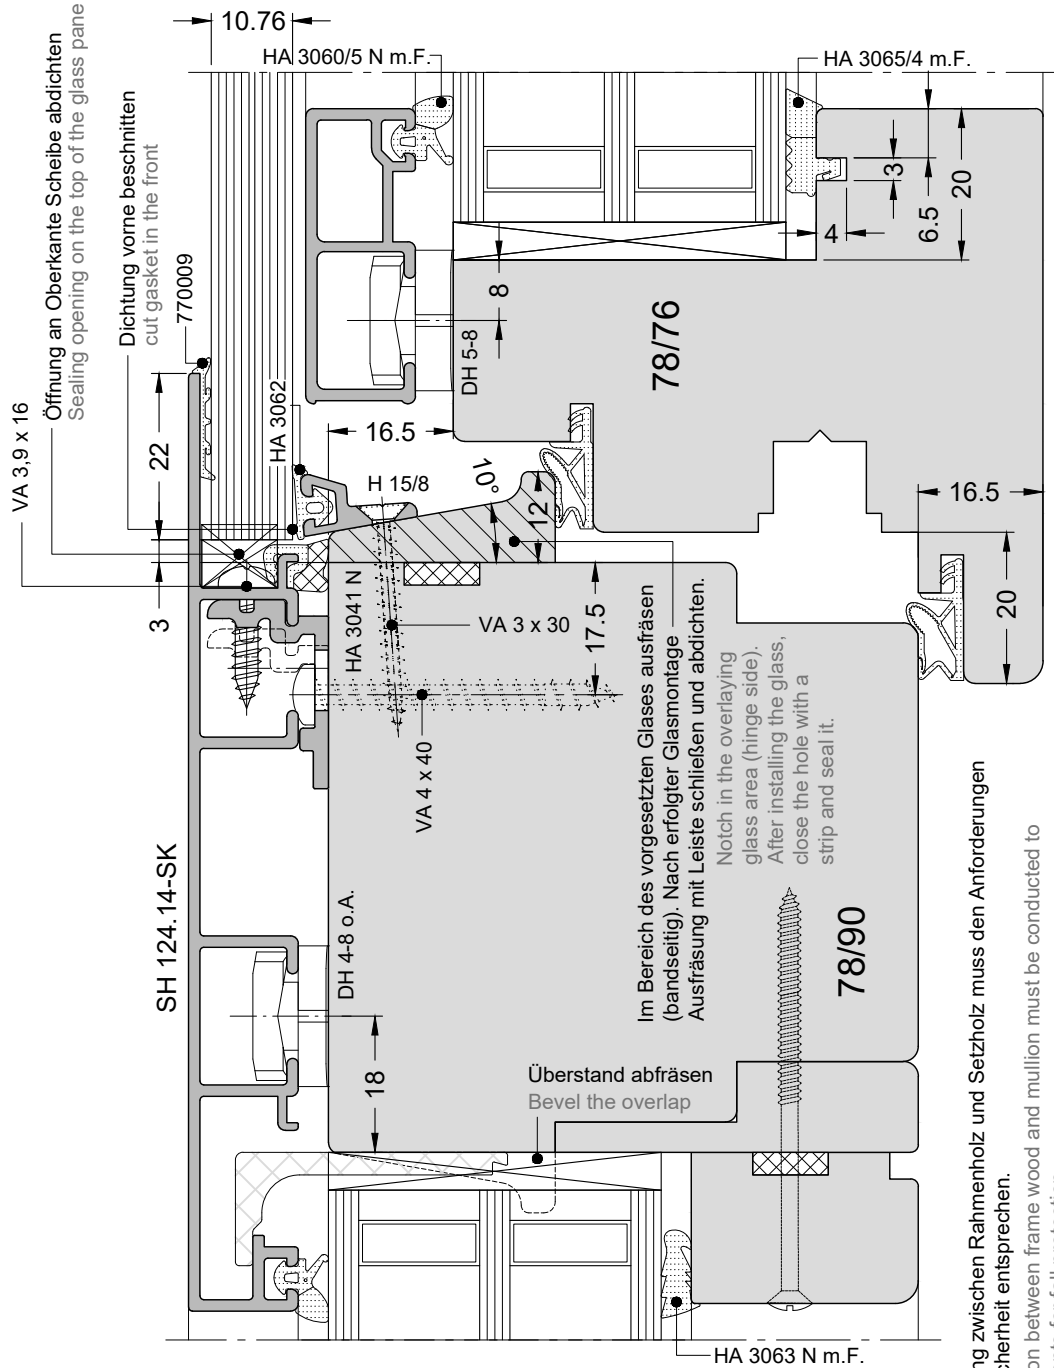 10.76
HA 3060/5 N m.F.
HA 3065/4 m.F.
VA 3,9 x 16
Öffnung an Oberkante Scheibe abdichten
Sealing opening on the top of the glass pane
Dichtung vorne beschnitten
cut gasket in the front
770009
22
3
HA 3062
16.5
H 15/8
10°
12
8
DH 5-8
78/76
3
4
6.5
20
16.5
20
HA 3041 N
VA 3 x 30
17.5
VA 4 x 40
SH 124.14-SK
DH 4-8 o.A.
18
Im Bereich des vorgesetzten Glases ausfräsen
(bandseitig). Nach erfolgter Glasmontage
Ausfräsung mit Leiste schließen und abdichten.
Notch in the overlaying
glass area (hinge side).
After installing the glass,
close the hole with a
strip and seal it.
78/90
Überstand abfräsen
Bevel the overlap
HA 3063 N m.F.
zwischen Rahmenholz und Setzholz muss den Anforderungen
entsprechen.
between frame wood and mullion must be conducted to